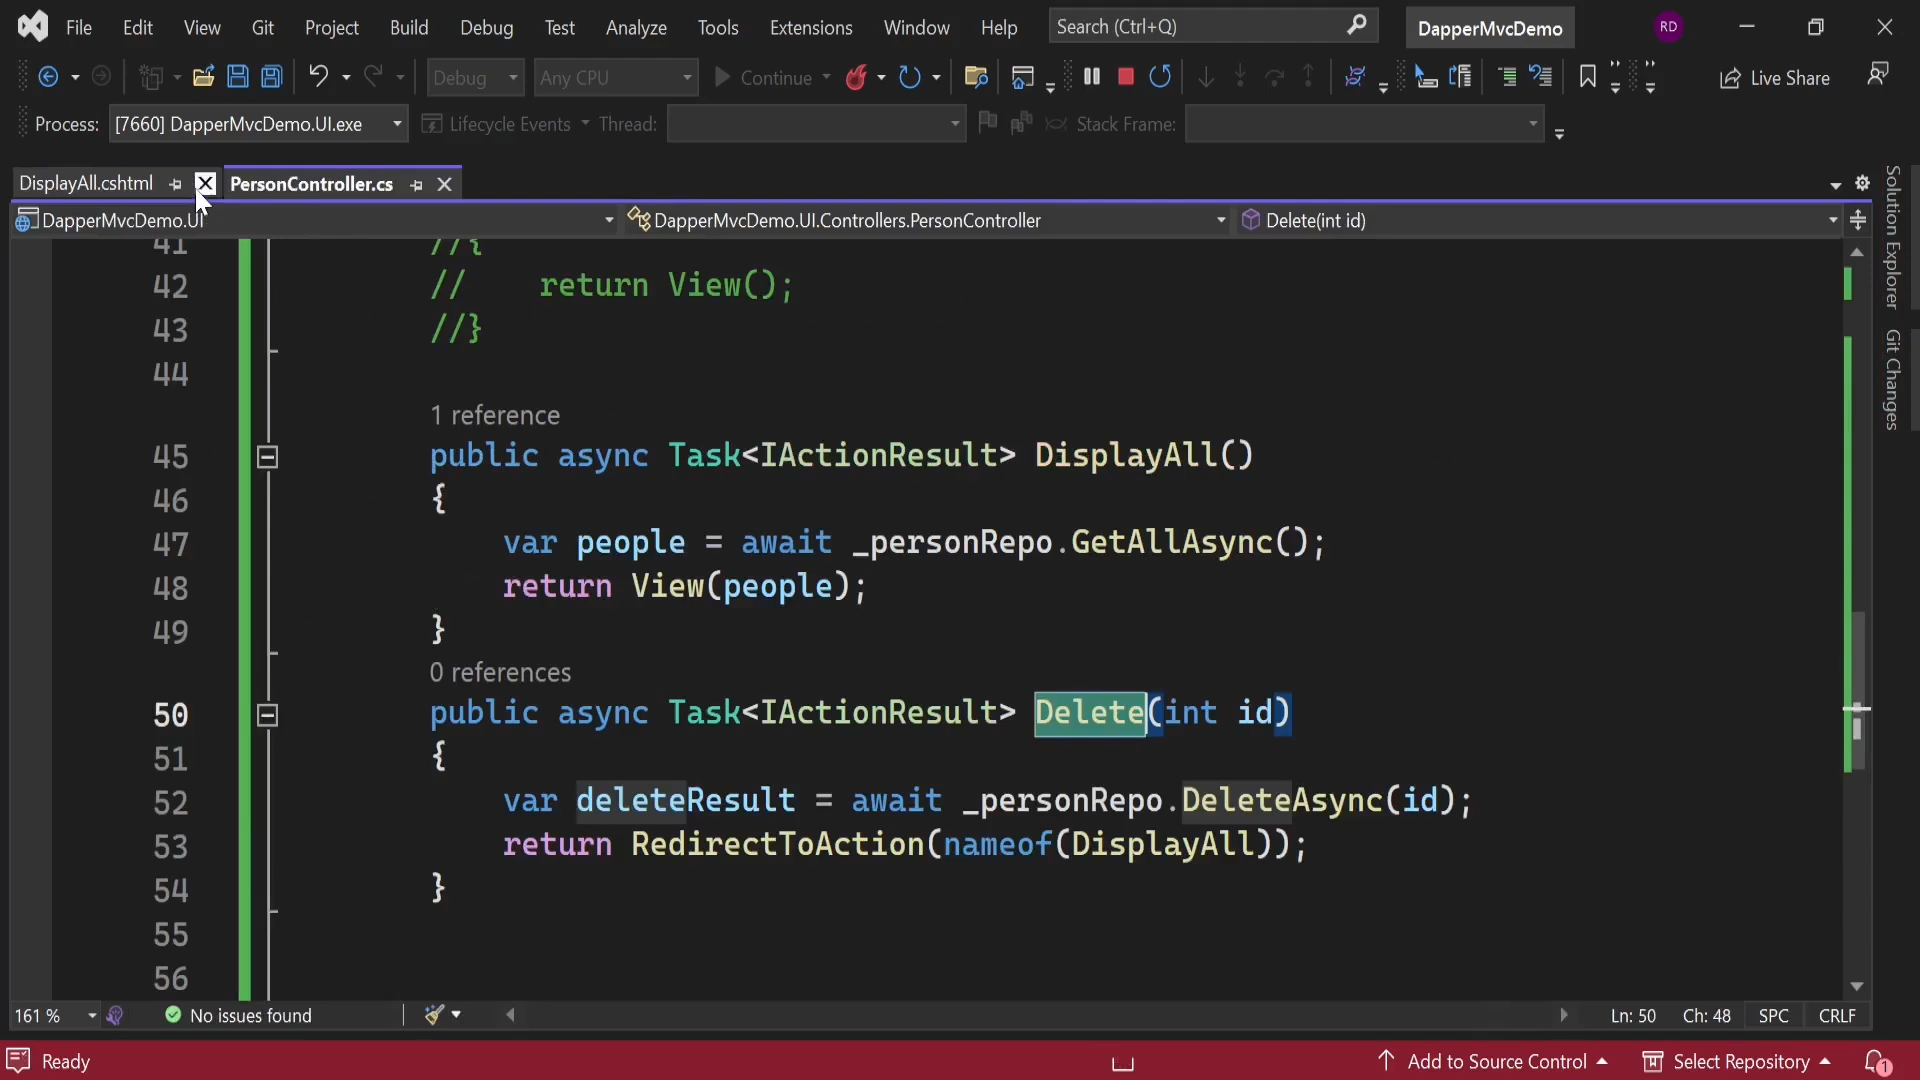 File Edit View Git Project Build Debug Test Analyze Tools Extensions Window Help Search (Ctrl+Q) DapperMvcDemo RD
Debug Any CPU Continue Live Share
Process: [7660] DapperMvcDemo.UI.exe Lifecycle Events Thread: Stack Frame:
DisplayAll.cshtml PersonController.cs
DapperMvcDemo.UI DapperMvcDemo.UI.Controllers.PersonController Delete(int id)
41 //{
42 // return View();
43 //}
44
1 reference
45 public async Task<IActionResult> DisplayAll()
46 {
47 var people = await _personRepo.GetAllAsync();
48 return View(people);
49 }
0 references
50 public async Task<IActionResult> Delete(int id)
51 {
52 var deleteResult = await _personRepo.DeleteAsync(id);
53 return RedirectToAction(nameof(DisplayAll));
54 }
55
56
Solution Explorer
Git Changes
161 % No issues found Ln: 50 Ch: 48 SPC CRLF
Ready Add to Source Control Select Repository 1